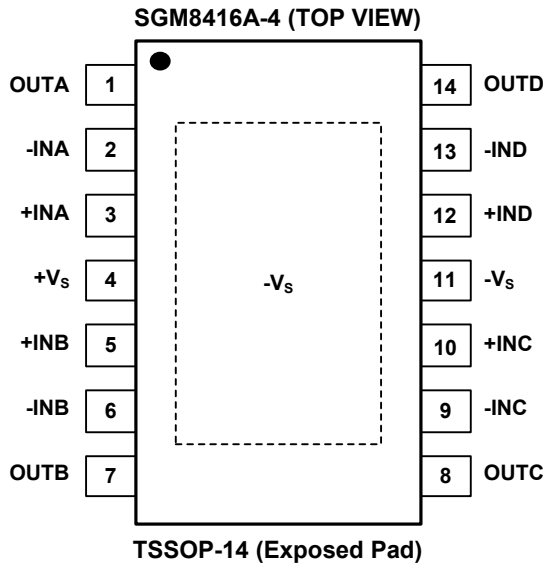 SGM8416A-4 (TOP VIEW)
OUTA 1 14 OUTD
-INA 2 13 -IND
+INA 3 12 +IND
+VS 4 -VS 11 -VS
+INB 5 10 +INC
-INB 6 9 -INC
OUTB 7 8 OUTC
TSSOP-14 (Exposed Pad)